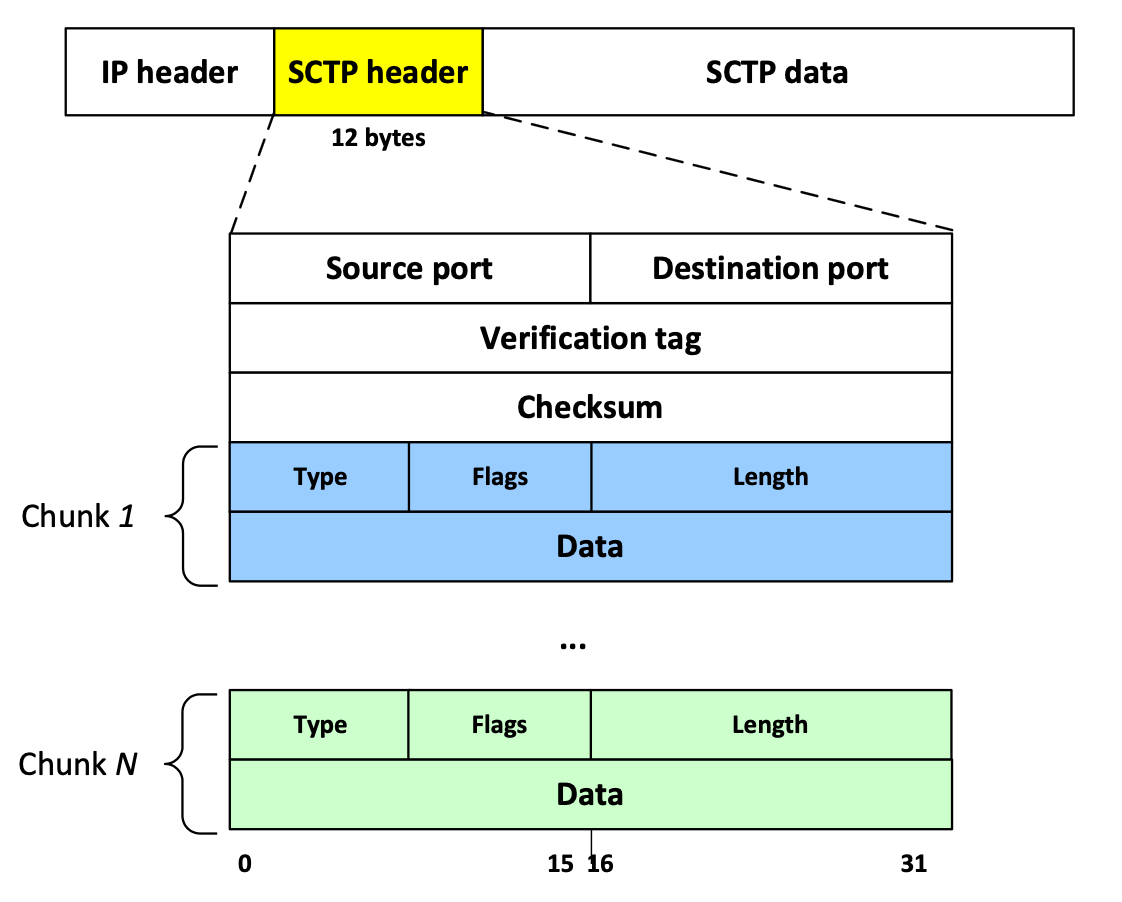 IP header SCTP header SCTP data
12 bytes
Source port Destination port
Verification tag
Checksum
Type Flags Length
Chunk 1
Data
...
Type Flags Length
Chunk N
Data
0 15 16 31